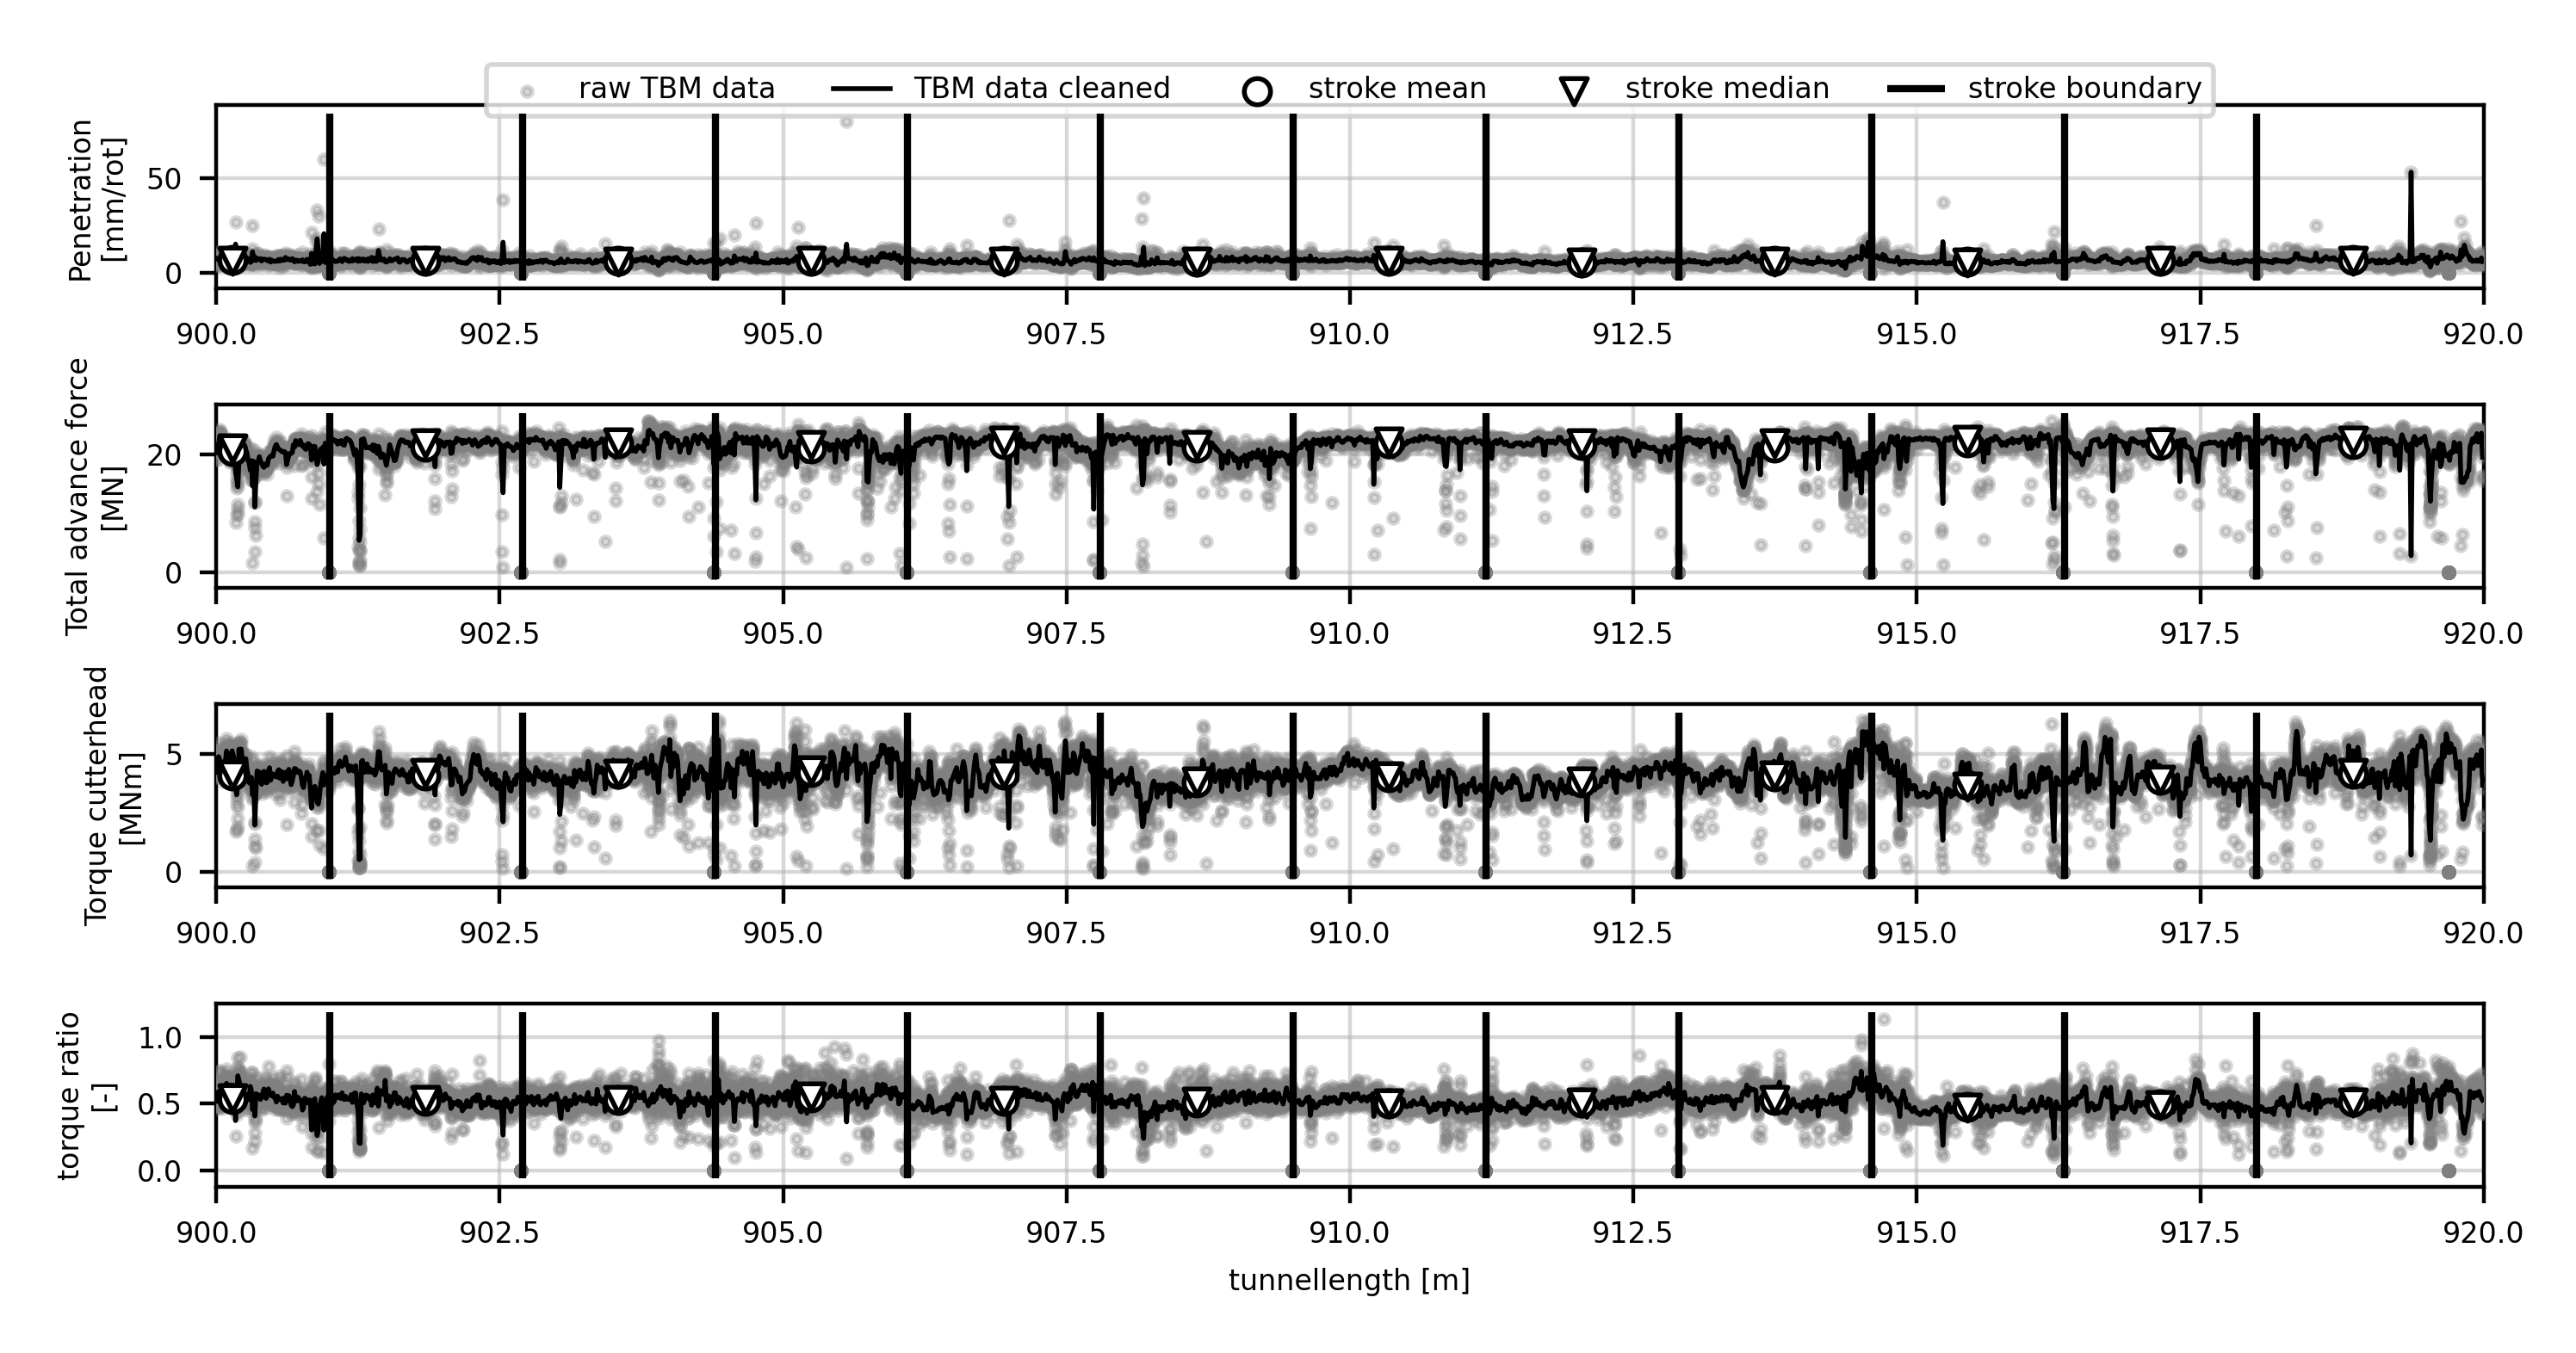 raw TBM data TBM data cleaned stroke mean stroke median stroke boundary
Penetration
[mm/rot]
50
0
900.0 902.5 905.0 907.5 910.0 912.5 915.0 917.5 920.0
Total advance force
[MN]
20
0
900.0 902.5 905.0 907.5 910.0 912.5 915.0 917.5 920.0
Torque cutterhead
[MNm]
5
0
900.0 902.5 905.0 907.5 910.0 912.5 915.0 917.5 920.0
torque ratio
[-]
1.0
0.5
0.0
900.0 902.5 905.0 907.5 910.0 912.5 915.0 917.5 920.0
tunnellength [m]